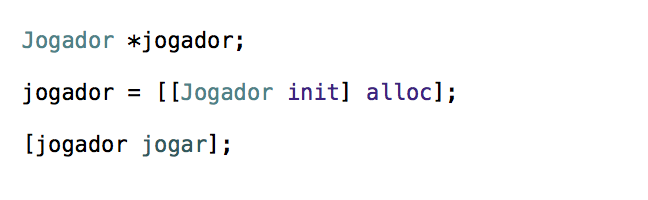 Jogador *jogador;
jogador = [[Jogador init] alloc];
[jogador jogar];